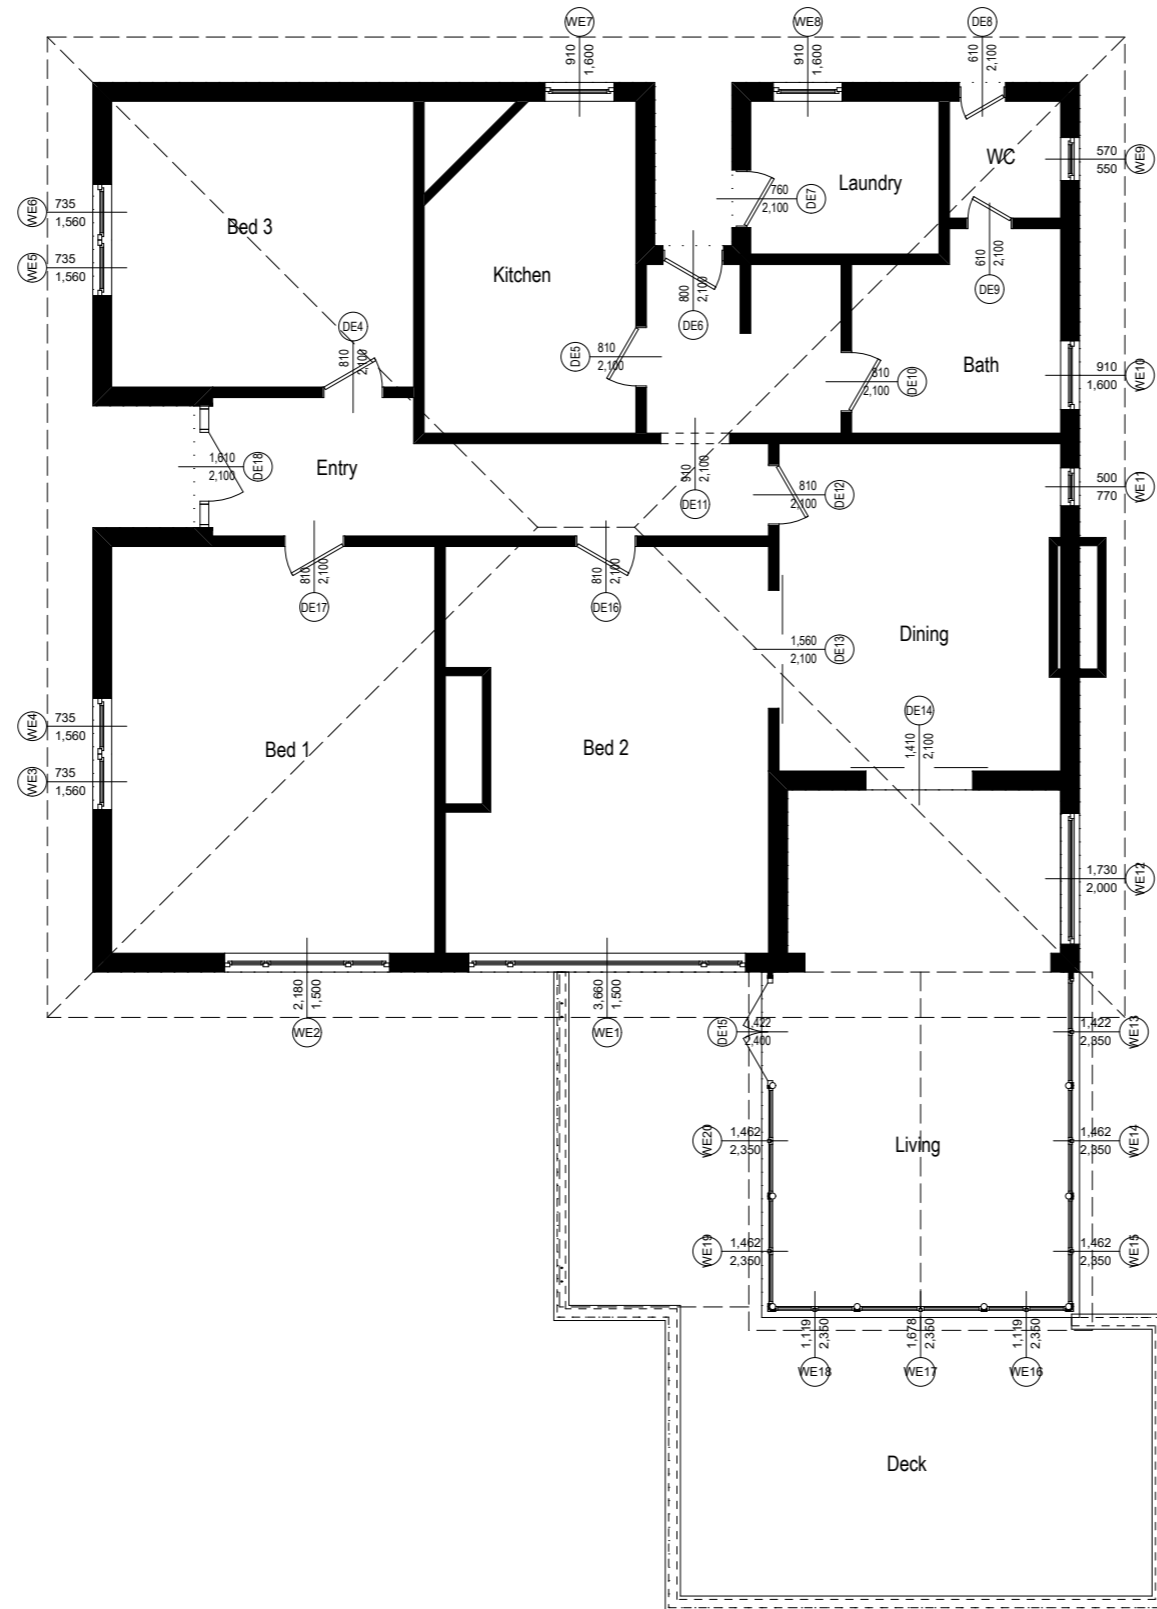 WE7
910
1,600
WE8
910
1,600
DE8
610
2,100
WC
570
550
WE9
Laundry
760
2,100
DE7
WE6
735
1,560
Bed 3
WE5
735
1,560
Kitchen
610
2,100
DE9
800
2,100
DE6
DE4
810
2,100
DE5
810
2,100
810
2,100
DE10
Bath
910
1,600
WE10
1,610
2,100
DE18
Entry
910
2,100
DE11
810
2,100
DE12
500
770
WE11
810
2,100
DE17
810
2,100
DE16
1,560
2,100
DE13
Dining
DE14
1,410
2,100
WE4
735
1,560
Bed 1
Bed 2
WE3
735
1,560
1,730
2,000
WE12
2,180
1,500
WE2
3,660
1,500
WE1
DE15
1,422
2,400
1,422
2,350
WE13
WE20
1,462
2,350
Living
1,462
2,350
WE14
WE19
1,462
2,350
1,462
2,350
WE15
1,119
2,350
WE18
1,678
2,350
WE17
1,119
2,350
WE16
Deck